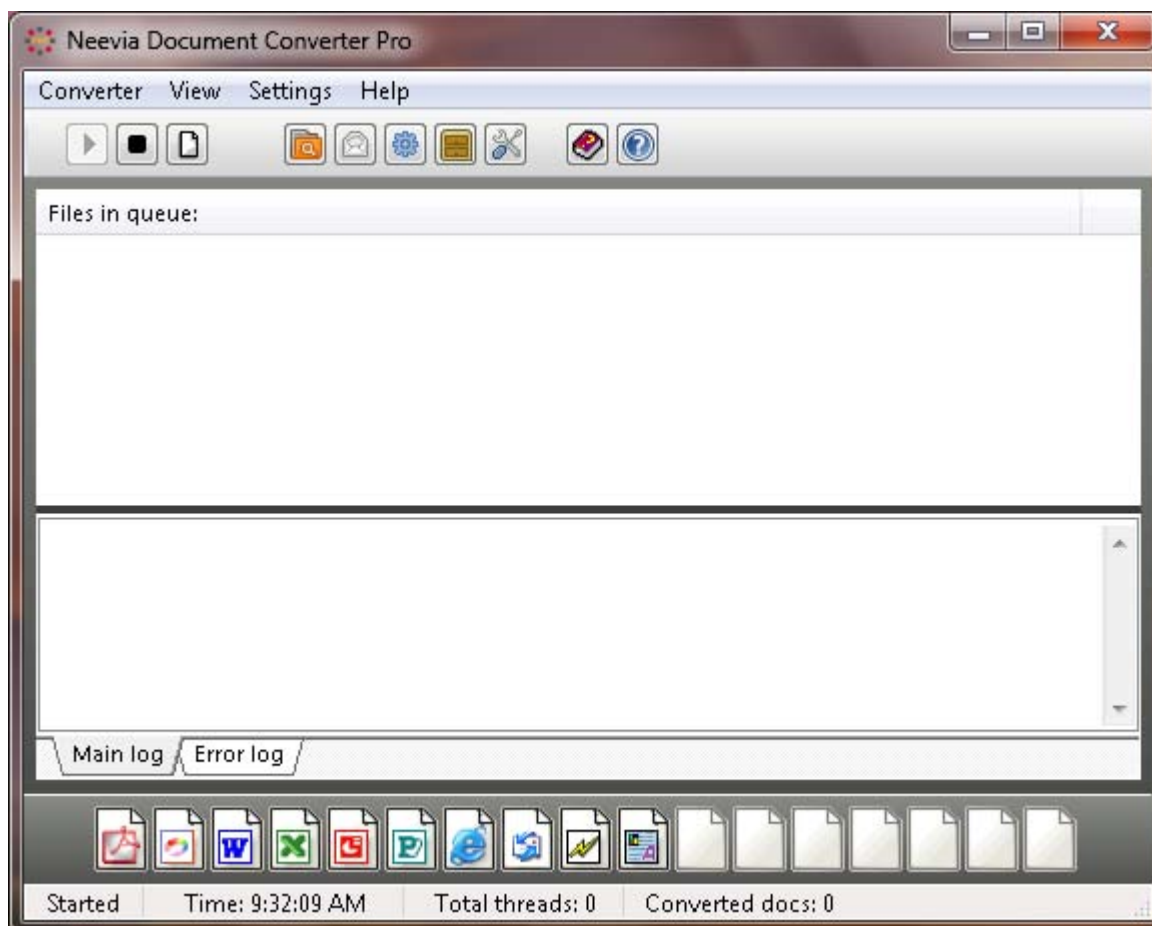 Neevia Document Converter Pro
Converter View Settings Help
Files in queue:
Main log Error log
Started Time: 9:32:09 AM Total threads: 0 Converted docs: 0